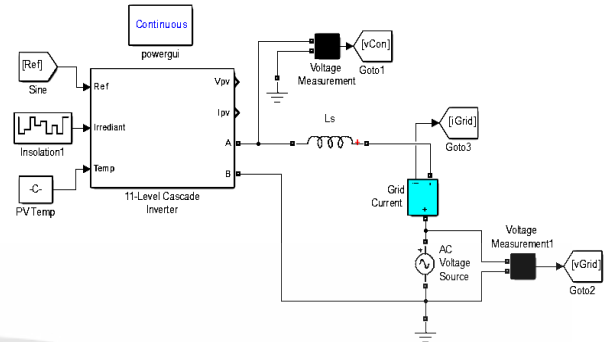 Continuous
powergui
[Ref]
Sine
Insolation1
-C-
PVTemp
Ref
Irradiant
Temp
Vpv
Ipv
A
B
11-Level Cascade
Inverter
Voltage
Measurement
[vCon]
Goto1
Ls
+
[iGrid]
Goto3
Grid
Current
- i
+
+
AC
Voltage
Source
Voltage
Measurement1
[vGrid]
Goto2